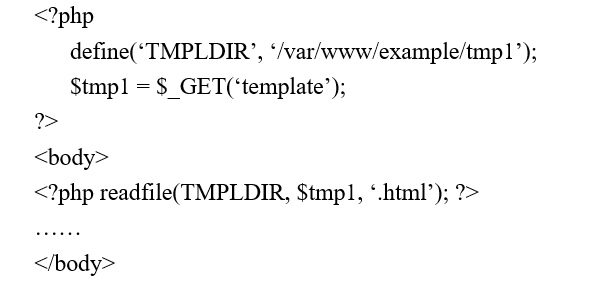 <?php
define(‘TMPLDIR’, ‘/var/www/example/tmp1’);
$tmp1 = $_GET(‘template’);
?>
<body>
<?php readfile(TMPLDIR, $tmp1, ‘.html’); ?>
……
</body>